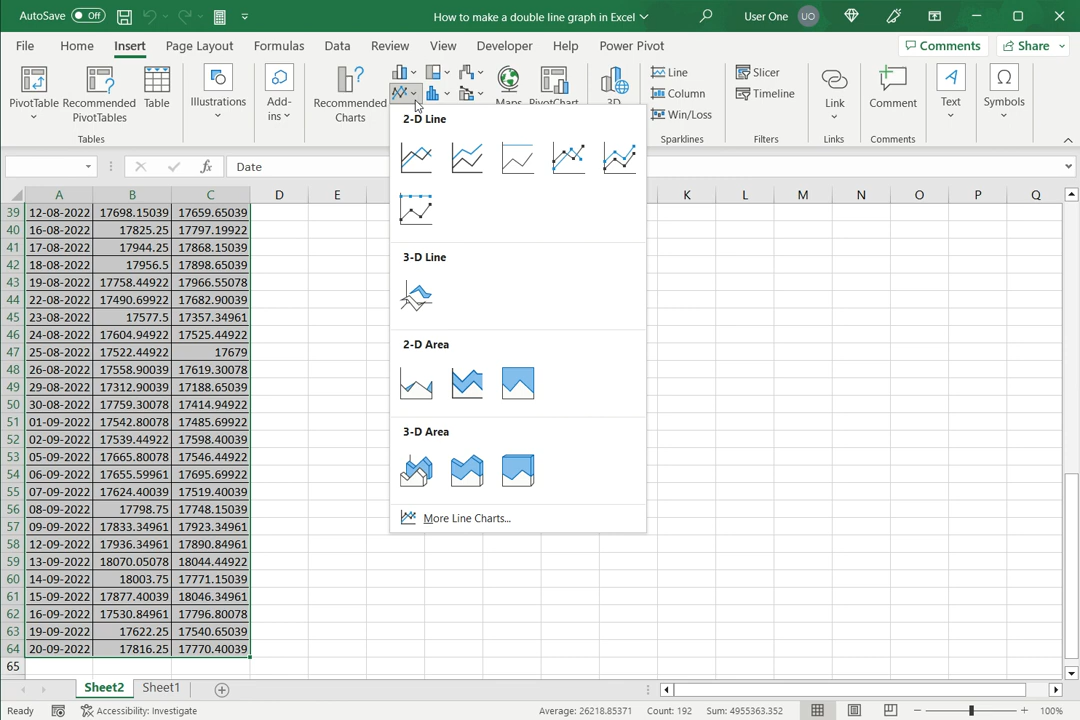 AutoSave Off How to make a double line graph in Excel User One UO
File Home Insert Page Layout Formulas Data Review View Developer Help Power Pivot Comments Share
PivotTable Recommended PivotTables Table Illustrations Add-ins Recommended Charts Maps PivotChart 3D Line Column Win/Loss Slicer Timeline Link Comment Text Symbols
Tables Sparklines Filters Links Comments
fx Date
A B C D E K L M N O P Q
39 12-08-2022 17698.15039 17659.65039
40 16-08-2022 17825.25 17797.19922
41 17-08-2022 17944.25 17868.15039
42 18-08-2022 17956.5 17898.65039
43 19-08-2022 17758.44922 17966.55078
44 22-08-2022 17490.69922 17682.90039
45 23-08-2022 17577.5 17357.34961
46 24-08-2022 17604.94922 17525.44922
47 25-08-2022 17522.44922 17679
48 26-08-2022 17558.90039 17619.30078
49 29-08-2022 17312.90039 17188.65039
50 30-08-2022 17759.30078 17414.94922
51 01-09-2022 17542.80078 17485.69922
52 02-09-2022 17539.44922 17598.40039
53 05-09-2022 17665.80078 17546.44922
54 06-09-2022 17655.59961 17695.69922
55 07-09-2022 17624.40039 17519.40039
56 08-09-2022 17798.75 17748.15039
57 09-09-2022 17833.34961 17923.34961
58 12-09-2022 17936.34961 17890.84961
59 13-09-2022 18070.05078 18044.44922
60 14-09-2022 18003.75 17771.15039
61 15-09-2022 17877.40039 18046.34961
62 16-09-2022 17530.84961 17796.80078
63 19-09-2022 17622.25 17540.65039
64 20-09-2022 17816.25 17770.40039
65
2-D Line
3-D Line
2-D Area
3-D Area
More Line Charts...
Sheet2 Sheet1
Ready Accessibility: Investigate Average: 26218.85371 Count: 192 Sum: 4955363.352 100%